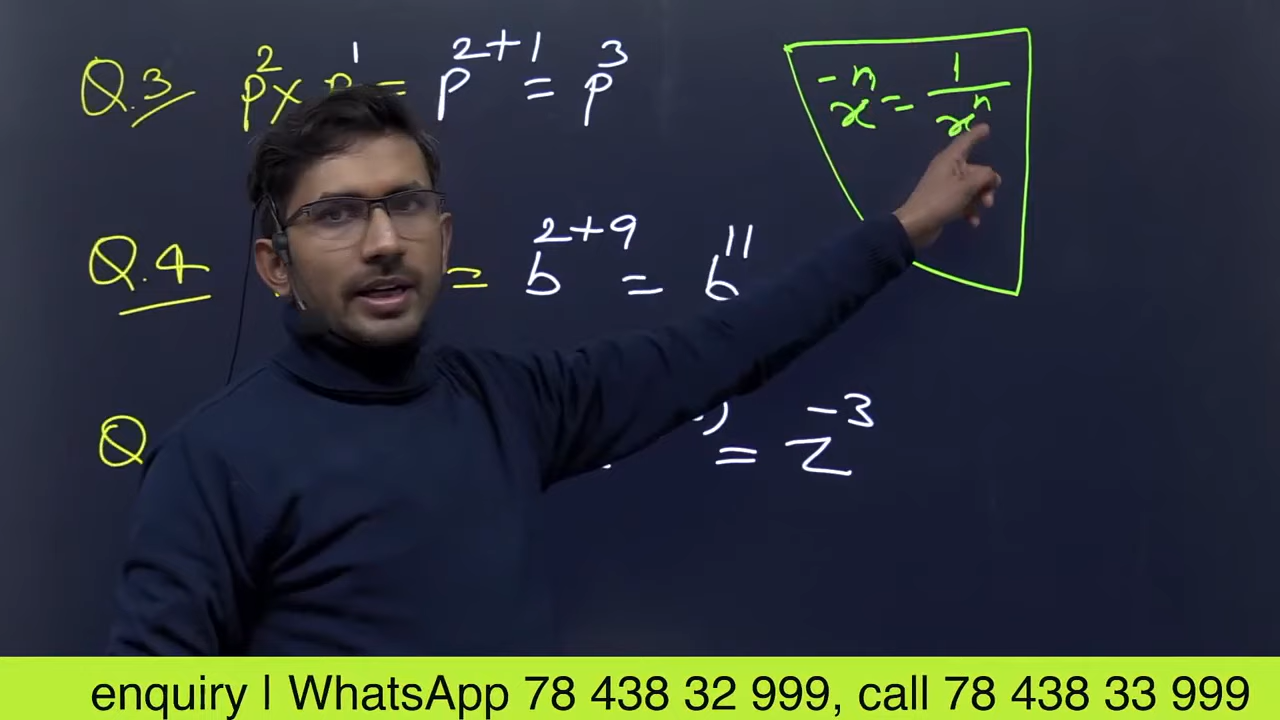 Q.3 p² x p¹ = p²⁺¹ = p³
x⁻ⁿ = 1/xⁿ
Q.4 = b²⁺⁹ = b¹¹
Q = z⁻³
enquiry | WhatsApp 78 438 32 999, call 78 438 33 999